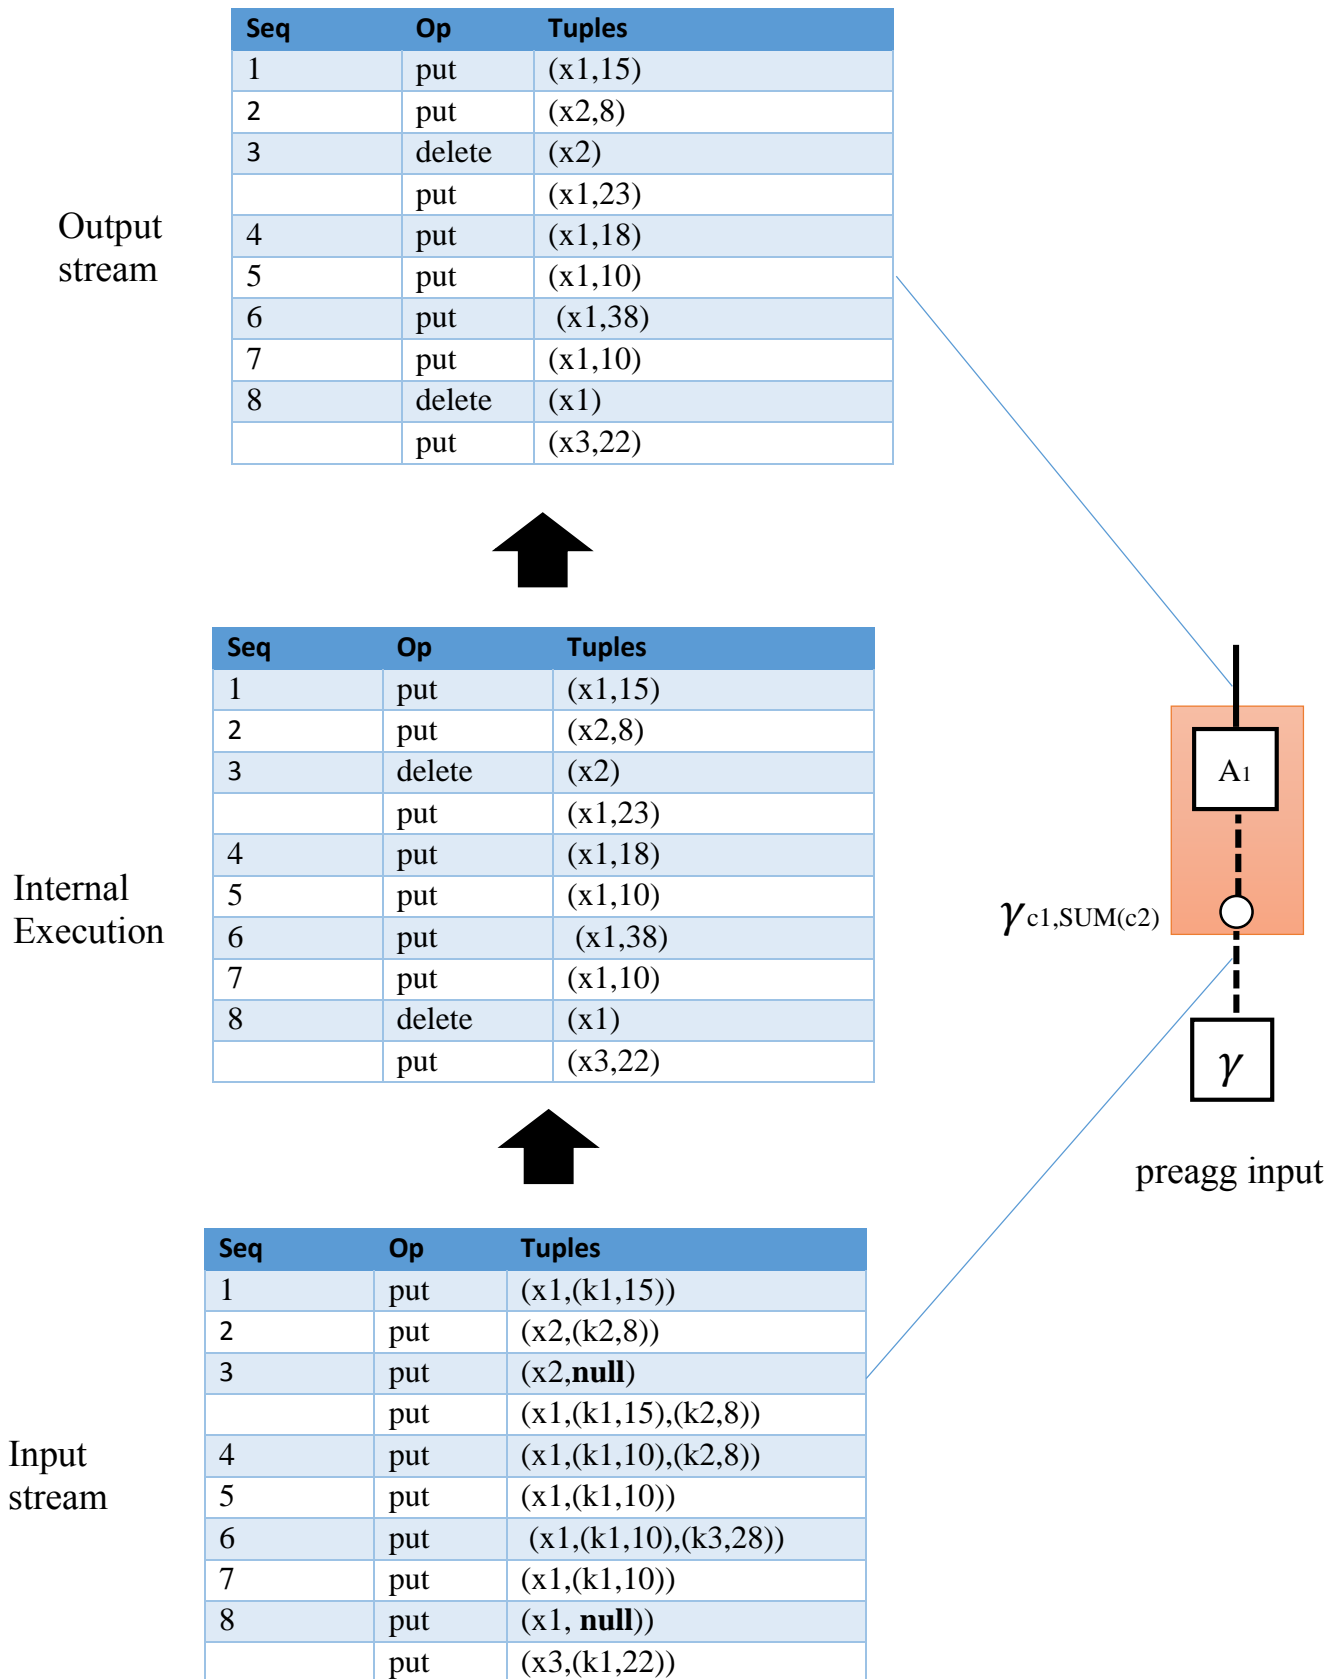 Seq Op Tuples
1 put (x1,15)
2 put (x2,8)
3 delete (x2)
put (x1,23)
4 put (x1,18)
5 put (x1,10)
6 put (x1,38)
7 put (x1,10)
8 delete (x1)
put (x3,22)
Output
stream
Seq Op Tuples
1 put (x1,15)
2 put (x2,8)
3 delete (x2)
put (x1,23)
4 put (x1,18)
5 put (x1,10)
6 put (x1,38)
7 put (x1,10)
8 delete (x1)
put (x3,22)
Internal
Execution
A1
γc1,SUM(c2)
γ
preagg input
Seq Op Tuples
1 put (x1,(k1,15))
2 put (x2,(k2,8))
3 put (x2,null)
put (x1,(k1,15),(k2,8))
4 put (x1,(k1,10),(k2,8))
5 put (x1,(k1,10))
6 put (x1,(k1,10),(k3,28))
7 put (x1,(k1,10))
8 put (x1, null))
put (x3,(k1,22))
Input
stream